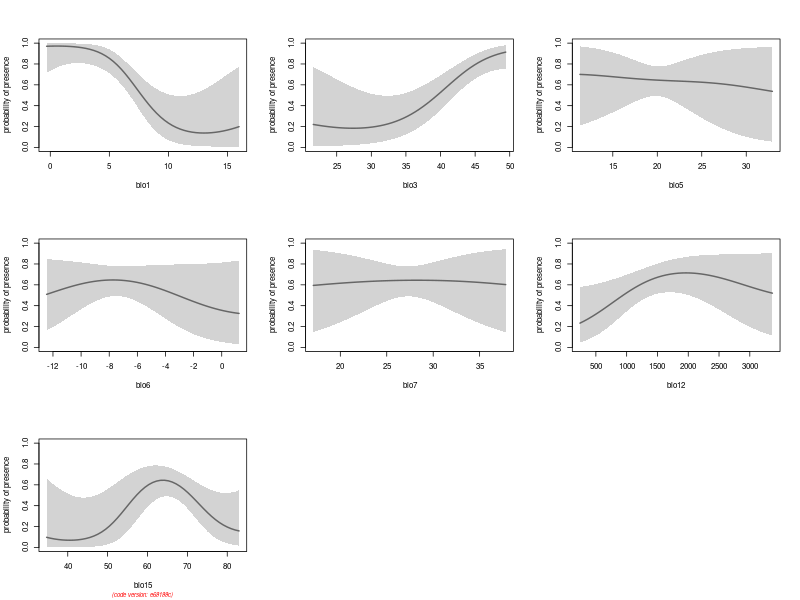 probability of presence
0.0 0.2 0.4 0.6 0.8 1.0
0 5 10 15
bio1
probability of presence
0.0 0.2 0.4 0.6 0.8 1.0
25 30 35 40 45 50
bio3
probability of presence
0.0 0.2 0.4 0.6 0.8 1.0
15 20 25 30
bio5
probability of presence
0.0 0.2 0.4 0.6 0.8 1.0
-12 -10 -8 -6 -4 -2 0
bio6
probability of presence
0.0 0.2 0.4 0.6 0.8 1.0
20 25 30 35
bio7
probability of presence
0.0 0.2 0.4 0.6 0.8 1.0
500 1000 1500 2000 2500 3000
bio12
probability of presence
0.0 0.2 0.4 0.6 0.8 1.0
40 50 60 70 80
bio15
(code version: